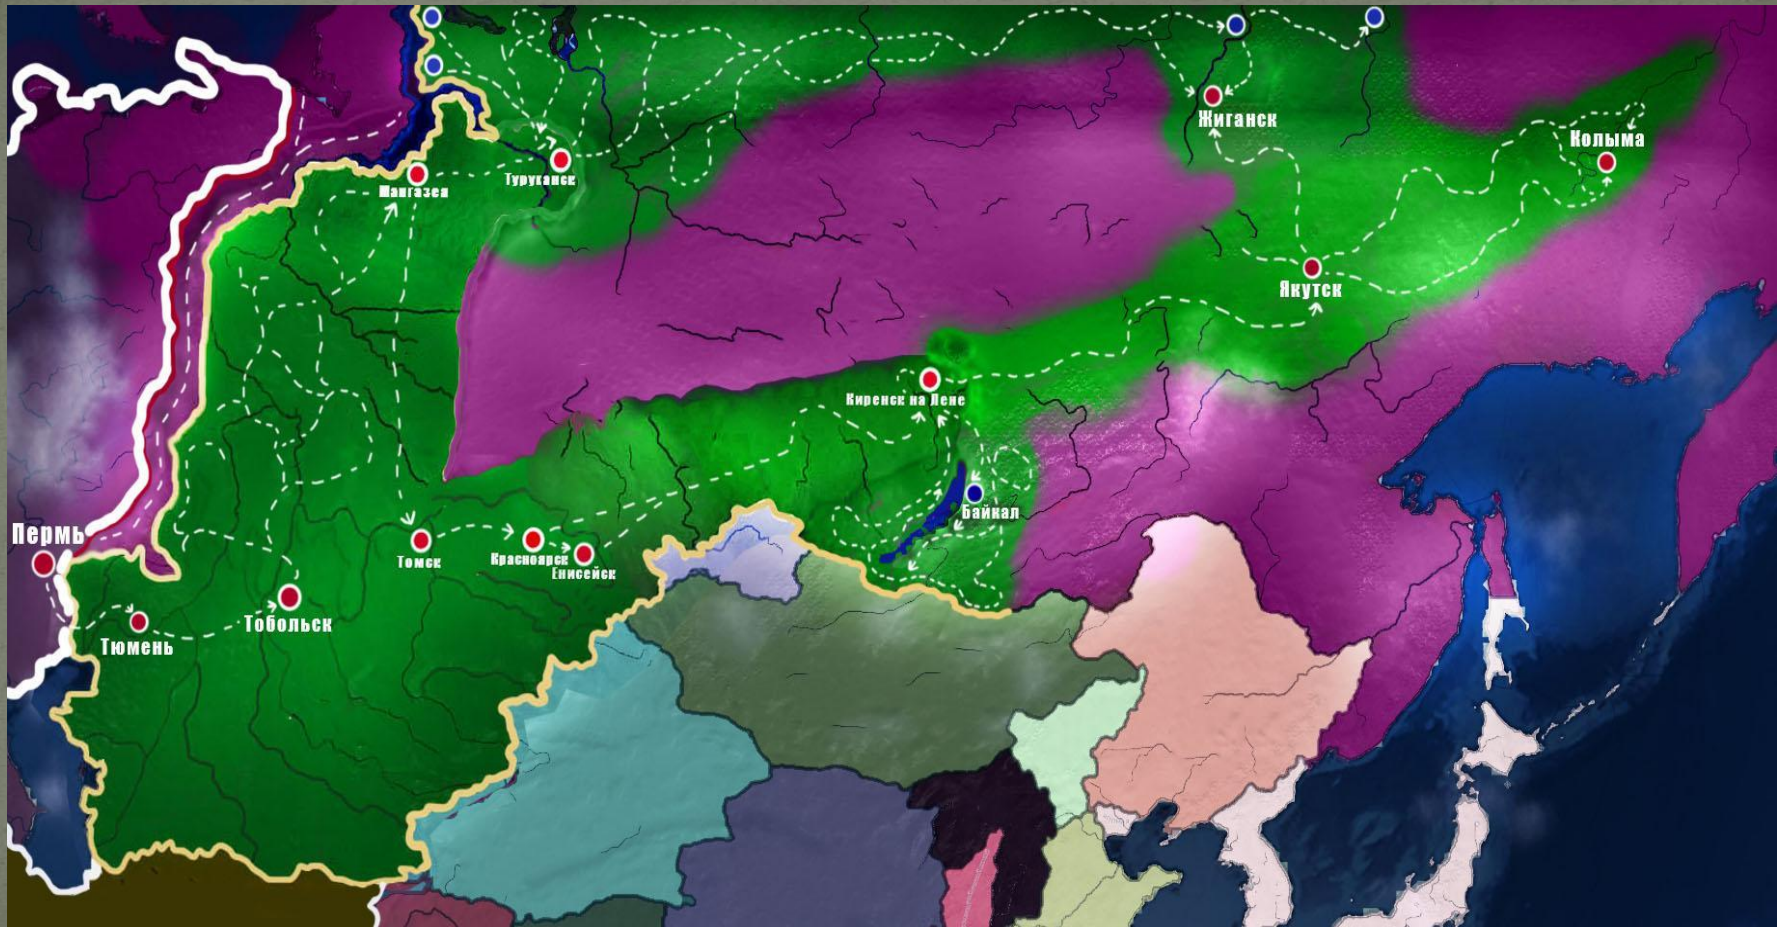 Жиганск
Колыма
Туруханск
Мангазея
Якутск
Киренск на Лене
Байкал
Пермь
Томск
Красноярск
Енисейск
Тобольск
Тюмень